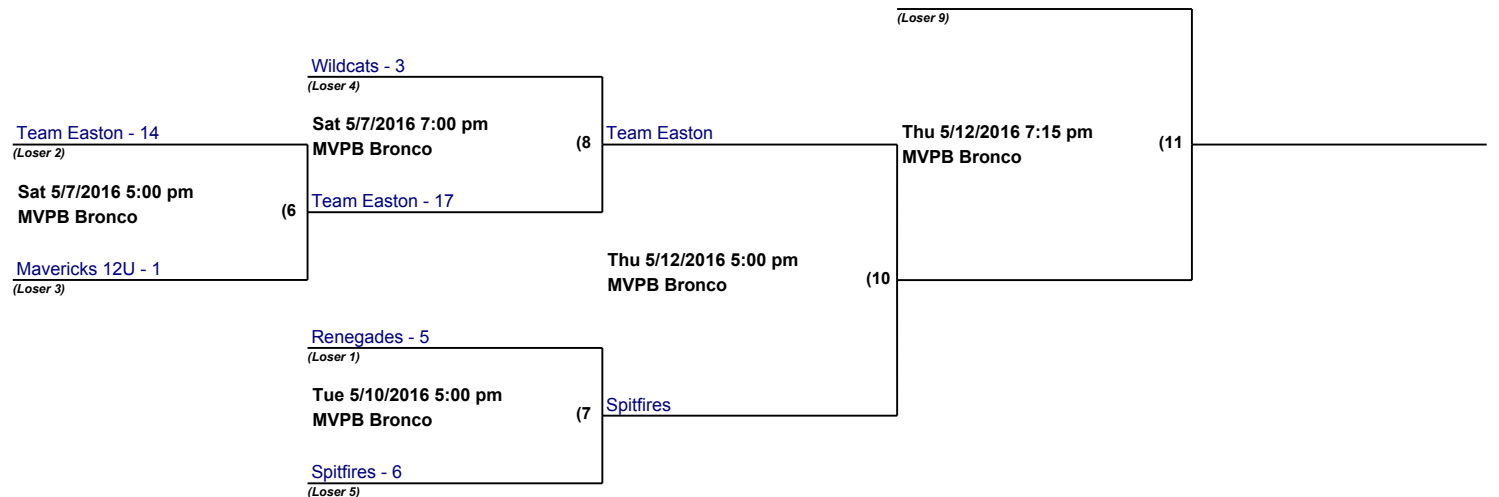 (Loser 9)
Wildcats - 3
(Loser 4)
Sat 5/7/2016 7:00 pm
MVPB Bronco
(8
Team Easton
Thu 5/12/2016 7:15 pm
MVPB Bronco
(11
Team Easton - 14
(Loser 2)
Sat 5/7/2016 5:00 pm
MVPB Bronco
(6
Team Easton - 17
Mavericks 12U - 1
(Loser 3)
Thu 5/12/2016 5:00 pm
MVPB Bronco
(10
Renegades - 5
(Loser 1)
Tue 5/10/2016 5:00 pm
MVPB Bronco
(7
Spitfires
Spitfires - 6
(Loser 5)